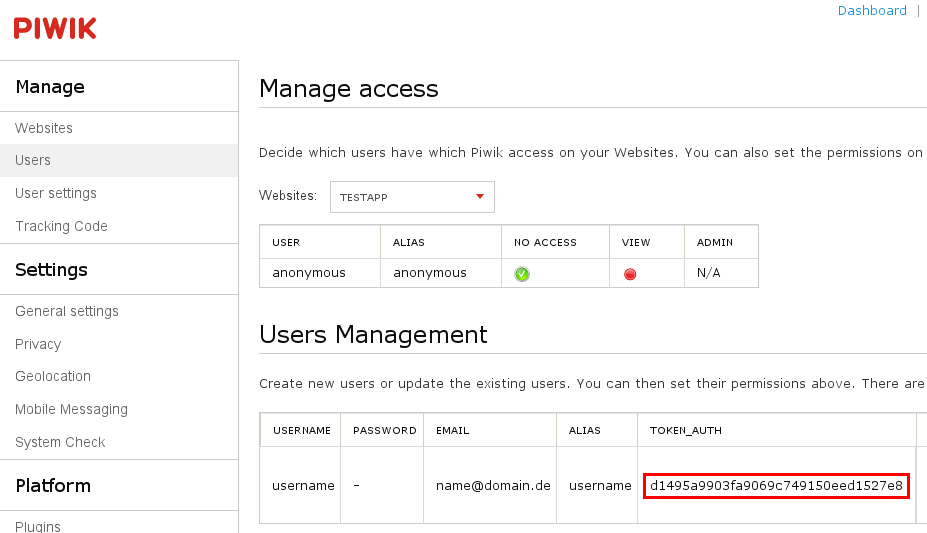 Dashboard |
PIWIK
Manage
Websites
Users
User settings
Tracking Code
Settings
General settings
Privacy
Geolocation
Mobile Messaging
System Check
Platform
Plugins
Manage access
Decide which users have which Piwik access on your Websites. You can also set the permissions on
Websites: TESTAPP
USER ALIAS NO ACCESS VIEW ADMIN
anonymous anonymous N/A
Users Management
Create new users or update the existing users. You can then set their permissions above. There are
USERNAME PASSWORD EMAIL ALIAS TOKEN_AUTH
username - name@domain.de username d1495a9903fa9069c749150eed1527e8